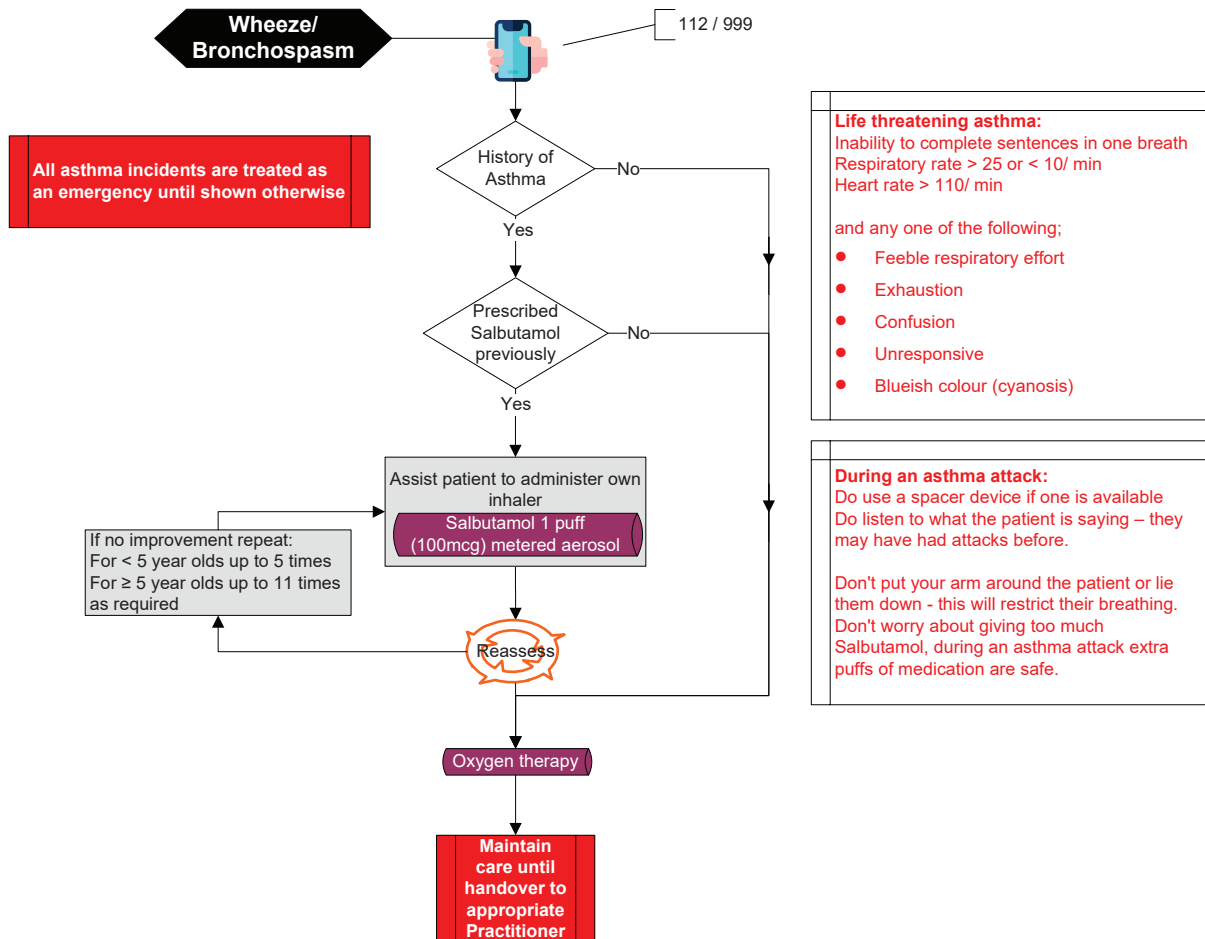 Wheeze/
Bronchospasm
112 / 999
All asthma incidents are treated as
an emergency until shown otherwise
History of
Asthma
No
Yes
Prescribed
Salbutamol
previously
No
Yes
Assist patient to administer own
inhaler
Salbutamol 1 puff
(100mcg) metered aerosol
If no improvement repeat:
For < 5 year olds up to 5 times
For ≥ 5 year olds up to 11 times
as required
Reassess
Oxygen therapy
Maintain
care until
handover to
appropriate
Practitioner
Life threatening asthma:
Inability to complete sentences in one breath
Respiratory rate > 25 or < 10/ min
Heart rate > 110/ min
and any one of the following;
● Feeble respiratory effort
● Exhaustion
● Confusion
● Unresponsive
● Blueish colour (cyanosis)
During an asthma attack:
Do use a spacer device if one is available
Do listen to what the patient is saying – they
may have had attacks before.
Don't put your arm around the patient or lie
them down - this will restrict their breathing.
Don't worry about giving too much
Salbutamol, during an asthma attack extra
puffs of medication are safe.